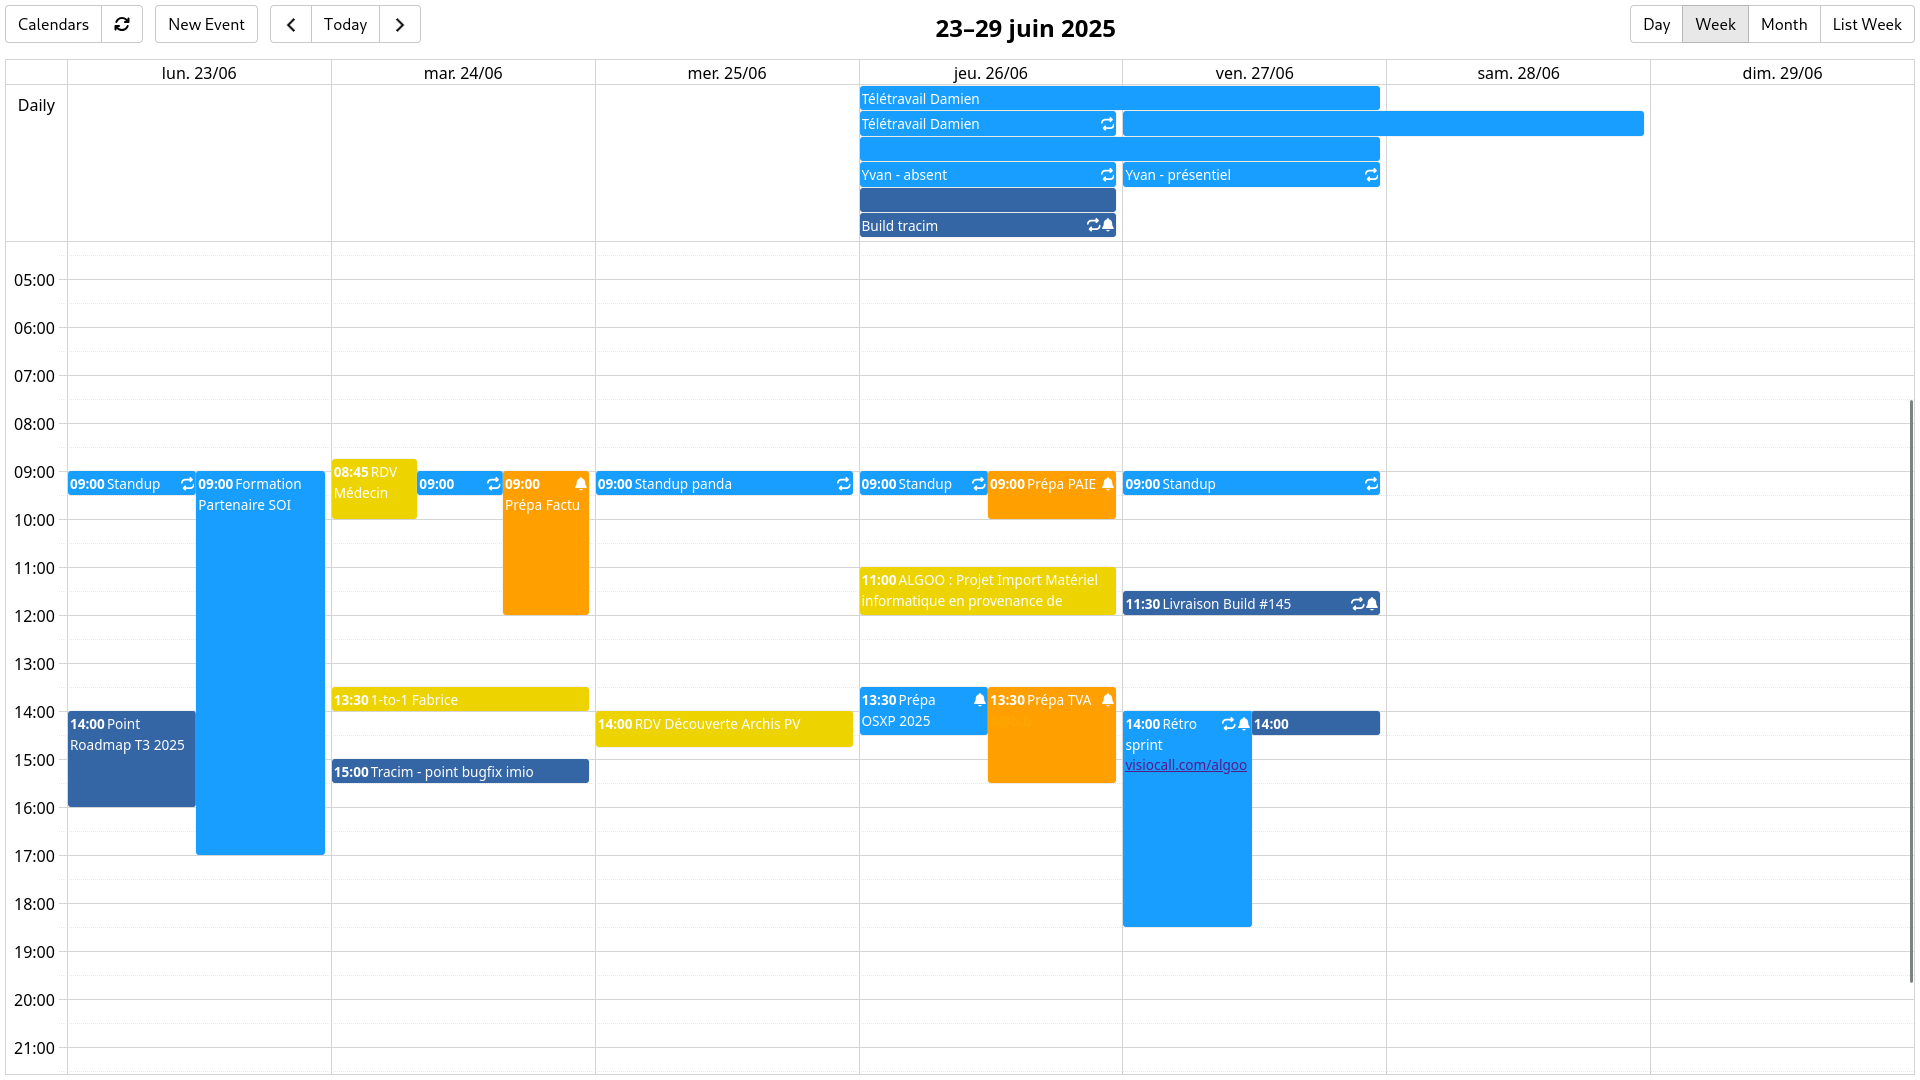 Calendars
New Event
Today
23–29 juin 2025
Day
Week
Month
List Week
lun. 23/06
mar. 24/06
mer. 25/06
jeu. 26/06
ven. 27/06
sam. 28/06
dim. 29/06
Daily
Télétravail Damien
Télétravail Damien
Yvan - absent
Yvan - présentiel
Build tracim
05:00
06:00
07:00
08:00
09:00
10:00
11:00
12:00
13:00
14:00
15:00
16:00
17:00
18:00
19:00
20:00
21:00
09:00 Standup
09:00 Formation
Partenaire SOI
14:00 Point
Roadmap T3 2025
08:45 RDV
Médecin
09:00
09:00
Prépa Factu
13:30 1-to-1 Fabrice
15:00 Tracim - point bugfix imio
09:00 Standup panda
14:00 RDV Découverte Archis PV
09:00 Standup
09:00 Prépa PAIE
11:00 ALGOO : Projet Import Matériel
informatique en provenance de
13:30 Prépa
OSXP 2025
13:30 Prépa TVA
09:00 Standup
11:30 Livraison Build #145
14:00 Rétro
sprint
visiocall.com/algoo
14:00